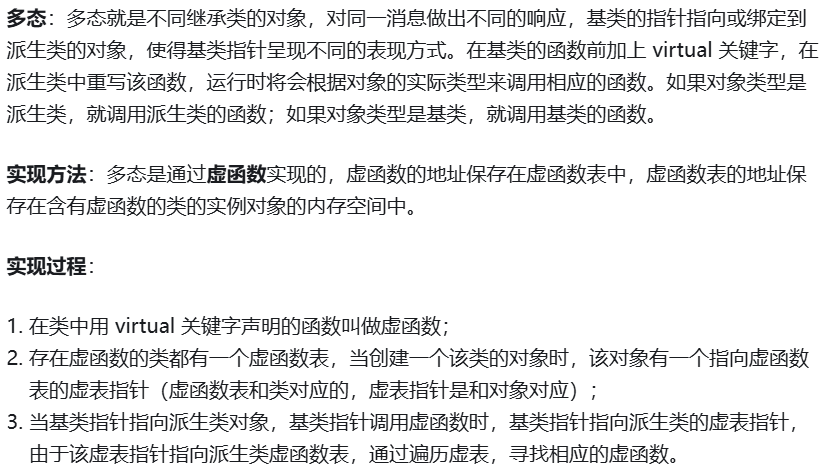 多态：多态就是不同继承类的对象，对同一消息做出不同的响应，基类的指针指向或绑定到
派生类的对象，使得基类指针呈现不同的表现方式。在基类的函数前加上 virtual 关键字，在
派生类中重写该函数，运行时将会根据对象的实际类型来调用相应的函数。如果对象类型是
派生类，就调用派生类的函数；如果对象类型是基类，就调用基类的函数。
实现方法：多态是通过虚函数实现的，虚函数的地址保存在虚函数表中，虚函数表的地址保
存在含有虚函数的类的实例对象的内存空间中。
实现过程：
1. 在类中用 virtual 关键字声明的函数叫做虚函数；
2. 存在虚函数的类都有一个虚函数表，当创建一个该类的对象时，该对象有一个指向虚函数
表的虚表指针（虚函数表和类对应的，虚表指针是和对象对应）；
3. 当基类指针指向派生类对象，基类指针调用虚函数时，基类指针指向派生类的虚表指针，
由于该虚表指针指向派生类虚函数表，通过遍历虚表，寻找相应的虚函数。